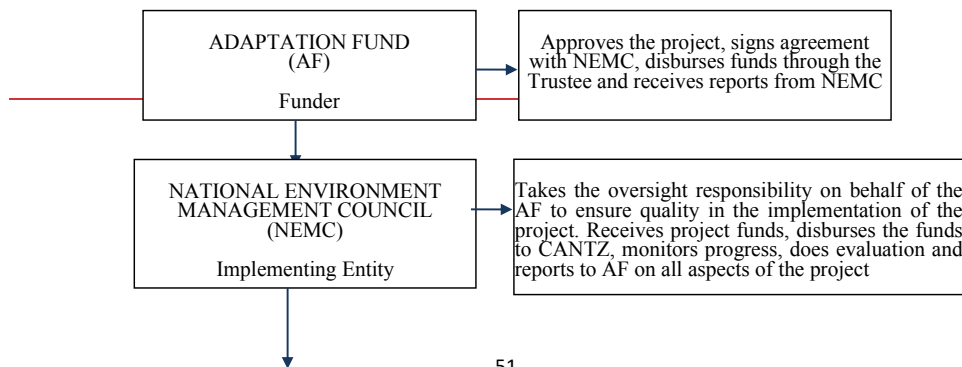 ADAPTATION FUND
(AF)
Funder
Approves the project, signs agreement
with NEMC, disburses funds through the
Trustee and receives reports from NEMC
NATIONAL ENVIRONMENT
MANAGEMENT COUNCIL
(NEMC)
Implementing Entity
Takes the oversight responsibility on behalf of the
AF to ensure quality in the implementation of the
project. Receives project funds, disburses the funds
to CANTZ, monitors progress, does evaluation and
reports to AF on all aspects of the project
51